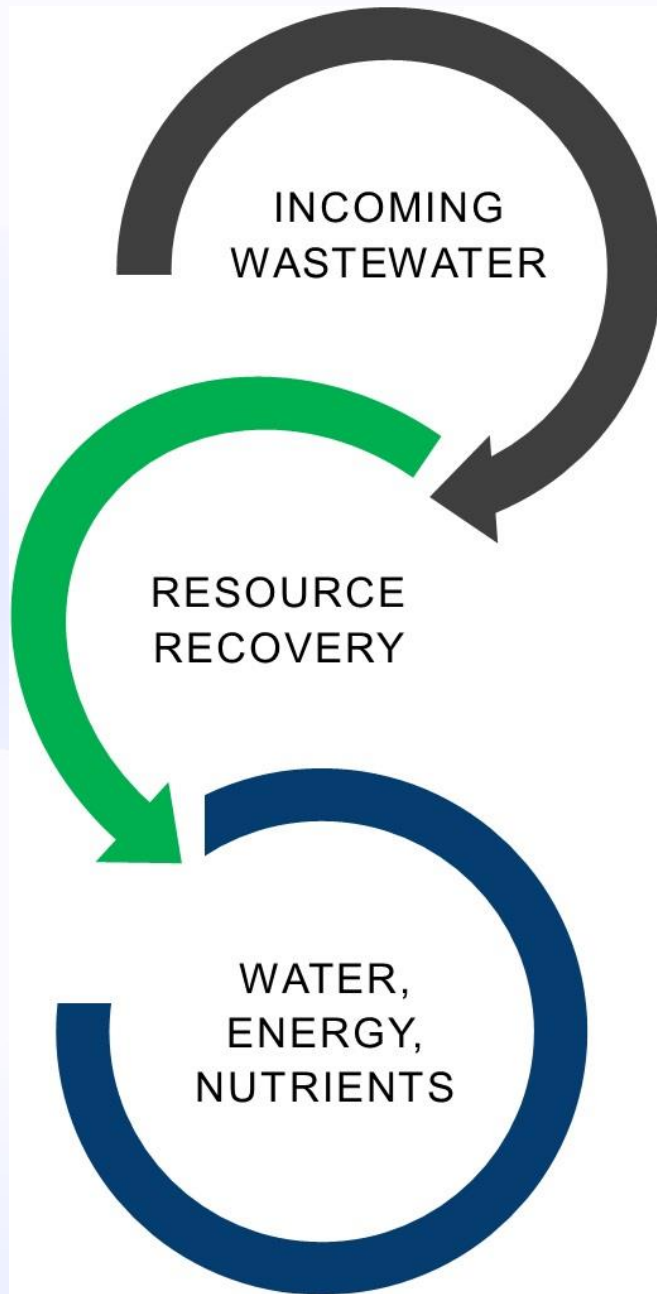 INCOMING
WASTEWATER
RESOURCE
RECOVERY
WATER,
ENERGY,
NUTRIENTS